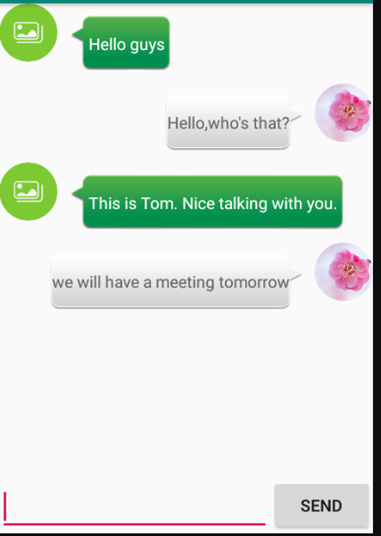 Hello guys
Hello,who's that?
This is Tom. Nice talking with you.
we will have a meeting tomorrow
SEND